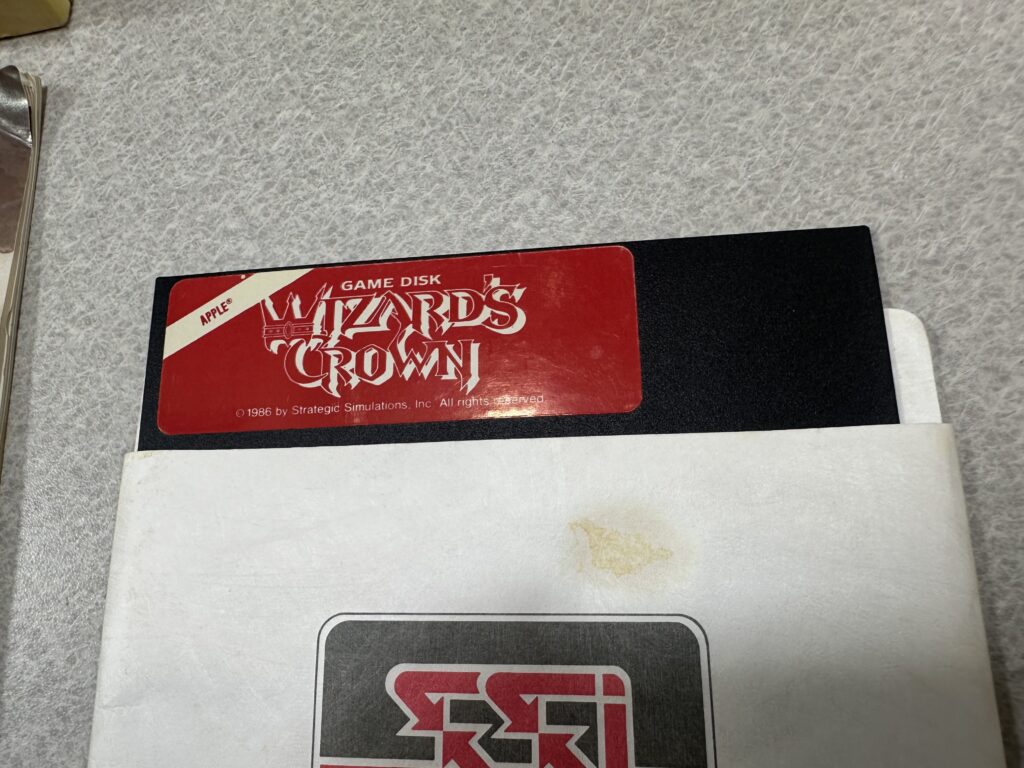 GAME DISK
APPLE®
WIZARD'S
CROWN
© 1986 by Strategic Simulations, Inc. All rights reserved.
SSI